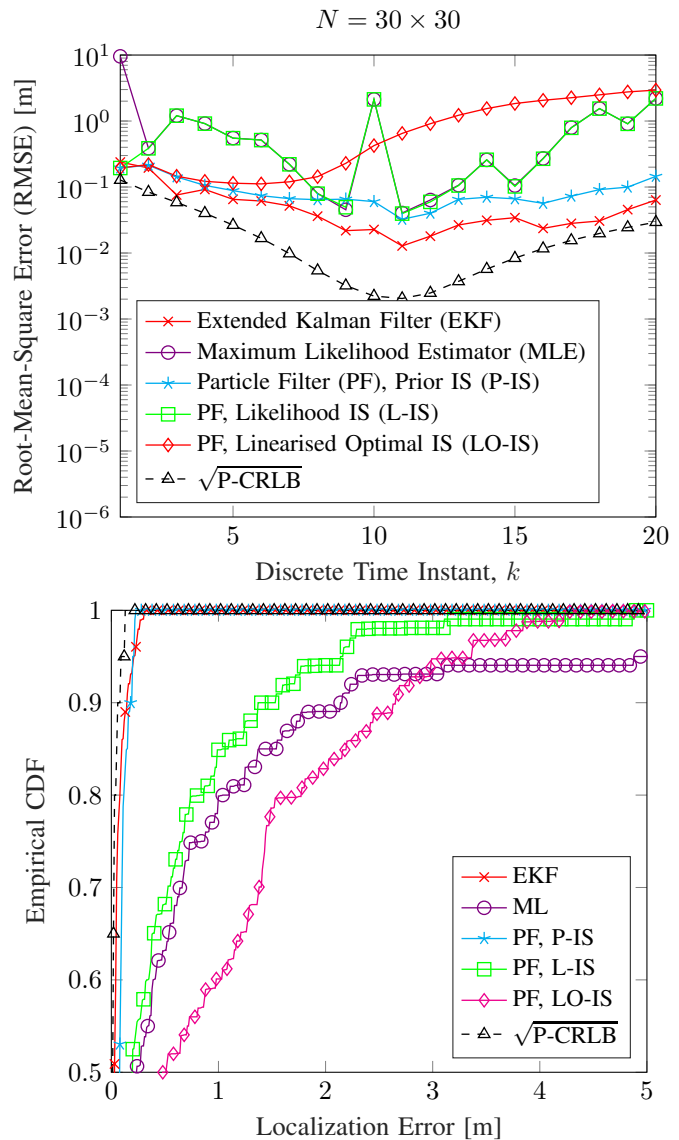 N = 30 × 30
Root-Mean-Square Error (RMSE) [m]
10^1
10^0
10^−1
10^−2
10^−3
10^−4
10^−5
10^−6
Extended Kalman Filter (EKF)
Maximum Likelihood Estimator (MLE)
Particle Filter (PF), Prior IS (P-IS)
PF, Likelihood IS (L-IS)
PF, Linearised Optimal IS (LO-IS)
√P-CRLB
5 10 15 20
Discrete Time Instant, k
Empirical CDF
1
0.9
0.8
0.7
0.6
0.5
EKF
ML
PF, P-IS
PF, L-IS
PF, LO-IS
√P-CRLB
0 1 2 3 4 5
Localization Error [m]